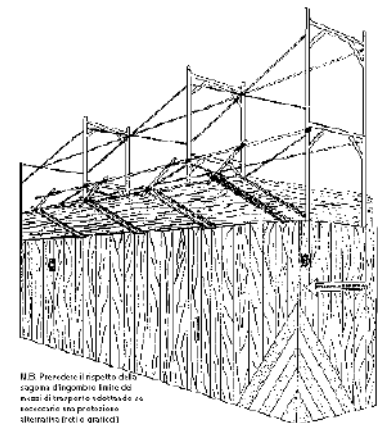 N.B. Prevedere il rispetto della
sagoma d'ingombro limite dei
mezzi di trasporto adottando se
necessario una protezione
alternativa (reti o graticci)